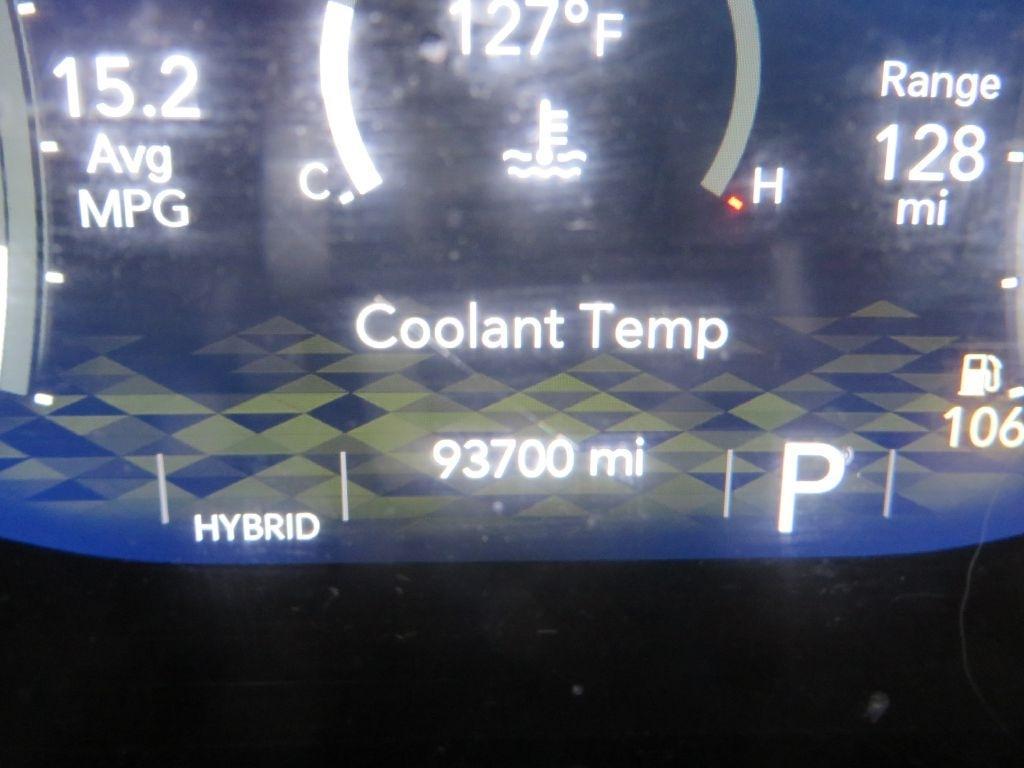 127°F
15.2
Avg
MPG
C
H
Range
128
mi
Coolant Temp
106
93700 mi
P
HYBRID